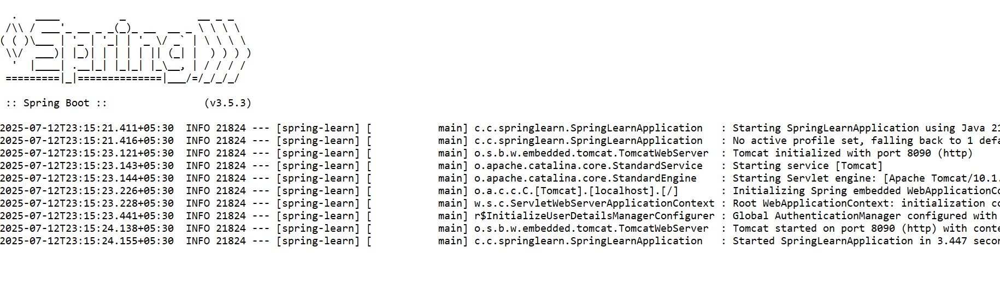 .   ____          _            __ _ _
 /\\ / ___'_ __ _ _(_)_ __  __ _ \ \ \ \
( ( )\___ | '_ | '_| | '_ \/ _` | \ \ \ \
 \\/  ___)| |_)| | | | | || (_| |  ) ) ) )
  '  |____| .__|_| |_|_| |_\__, | / / / /
 =========|_|==============|___/=/_/_/_/

 :: Spring Boot ::                (v3.5.3)

2025-07-12T23:15:21.411+05:30  INFO 21824 --- [spring-learn] [           main] c.c.springlearn.SpringLearnApplication   : Starting SpringLearnApplication using Java 21
2025-07-12T23:15:21.416+05:30  INFO 21824 --- [spring-learn] [           main] c.c.springlearn.SpringLearnApplication   : No active profile set, falling back to 1 defa
2025-07-12T23:15:23.121+05:30  INFO 21824 --- [spring-learn] [           main] o.s.b.w.embedded.tomcat.TomcatWebServer  : Tomcat initialized with port 8090 (http)
2025-07-12T23:15:23.143+05:30  INFO 21824 --- [spring-learn] [           main] o.apache.catalina.core.StandardService   : Starting service [Tomcat]
2025-07-12T23:15:23.144+05:30  INFO 21824 --- [spring-learn] [           main] o.apache.catalina.core.StandardEngine    : Starting Servlet engine: [Apache Tomcat/10.1.
2025-07-12T23:15:23.226+05:30  INFO 21824 --- [spring-learn] [           main] o.a.c.c.C.[Tomcat].[localhost].[/]       : Initializing Spring embedded WebApplicationCo
2025-07-12T23:15:23.228+05:30  INFO 21824 --- [spring-learn] [           main] w.s.c.ServletWebServerApplicationContext : Root WebApplicationContext: initialization co
2025-07-12T23:15:23.441+05:30  INFO 21824 --- [spring-learn] [           main] r$InitializeUserDetailsManagerConfigurer : Global AuthenticationManager configured with
2025-07-12T23:15:24.138+05:30  INFO 21824 --- [spring-learn] [           main] o.s.b.w.embedded.tomcat.TomcatWebServer  : Tomcat started on port 8090 (http) with conte
2025-07-12T23:15:24.155+05:30  INFO 21824 --- [spring-learn] [           main] c.c.springlearn.SpringLearnApplication   : Started SpringLearnApplication in 3.447 secon